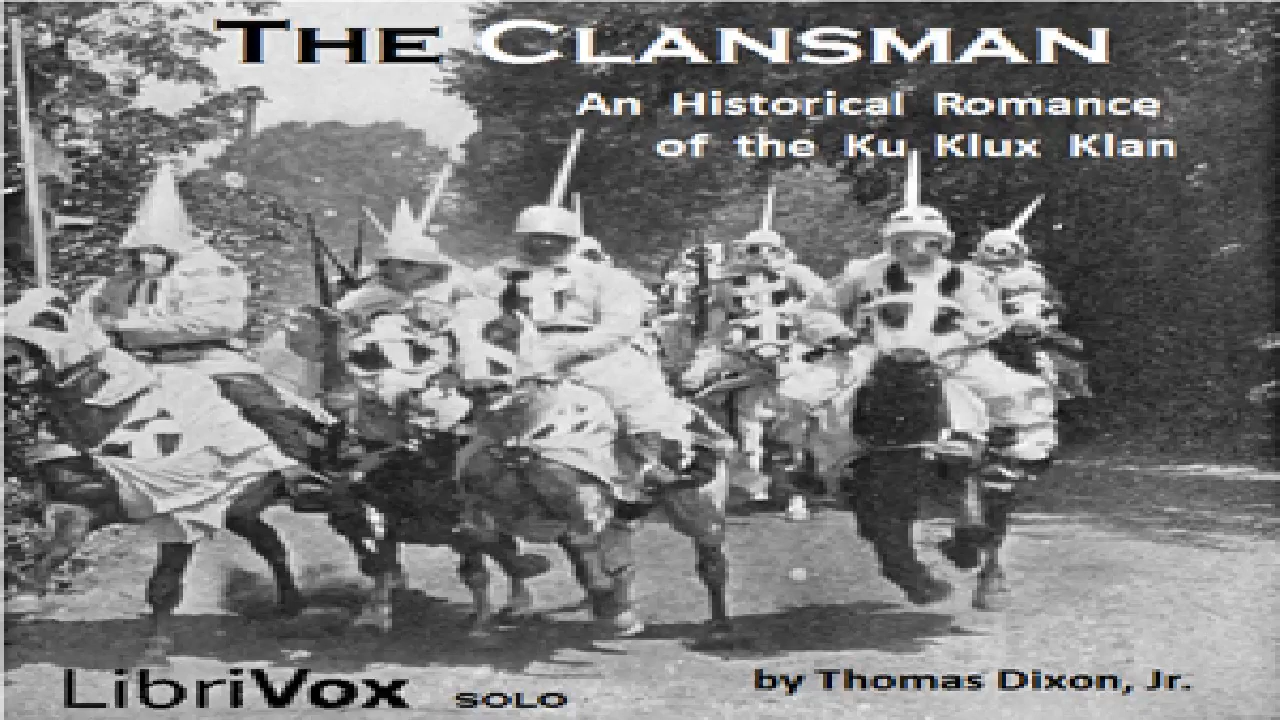 The Clansman
An Historical Romance
of the Ku Klux Klan
LibriVox SOLO
by Thomas Dixon, Jr.